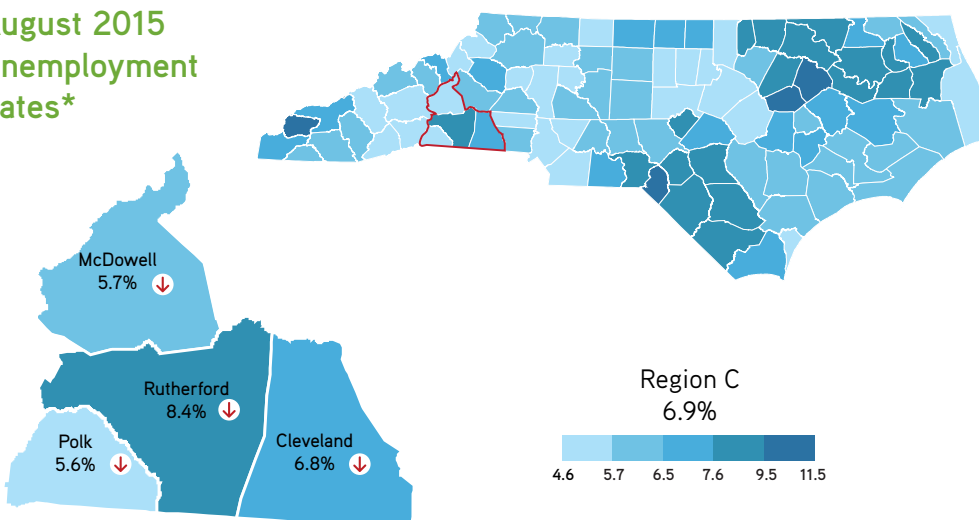 August 2015
nemployment
ates*
McDowell
5.7%
Rutherford
8.4%
Polk
5.6%
Cleveland
6.8%
Region C
6.9%
4.6 5.7 6.5 7.6 9.5 11.5